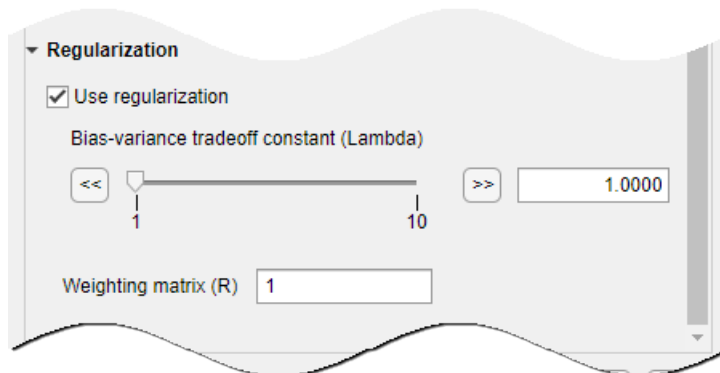 Regularization
Use regularization
Bias-variance tradeoff constant (Lambda)
<< >> 1.0000
1 10
Weighting matrix (R) 1